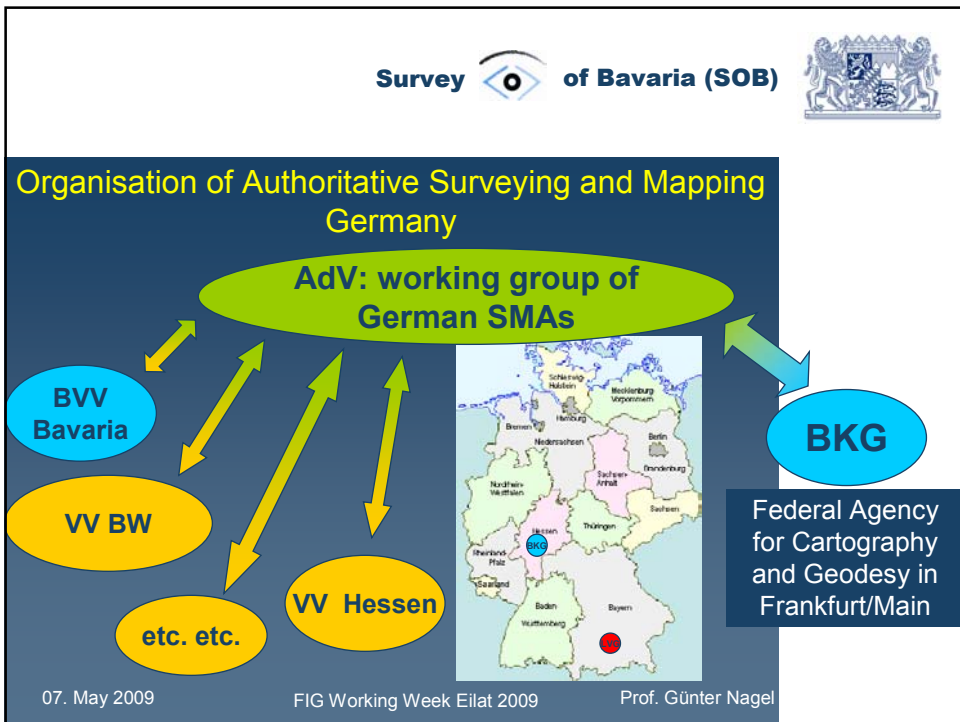 Survey of Bavaria (SOB)
Organisation of Authoritative Surveying and Mapping
Germany
AdV: working group of
German SMAs
BVV
Bavaria
VV BW
etc. etc.
VV Hessen
Schleswig-
Holstein
Mecklenburg-
Vorpommern
Hamburg
Bremen
Niedersachsen
Berlin
Brandenburg
Sachsen-
Anhalt
Nordrhein-
Westfalen
Sachsen
Hessen
Thüringen
BKG
Rheinland-
Pfalz
Saarland
Baden
Württemberg
Bayern
LVG
BKG
Federal Agency
for Cartography
and Geodesy in
Frankfurt/Main
07. May 2009
FIG Working Week Eilat 2009
Prof. Günter Nagel